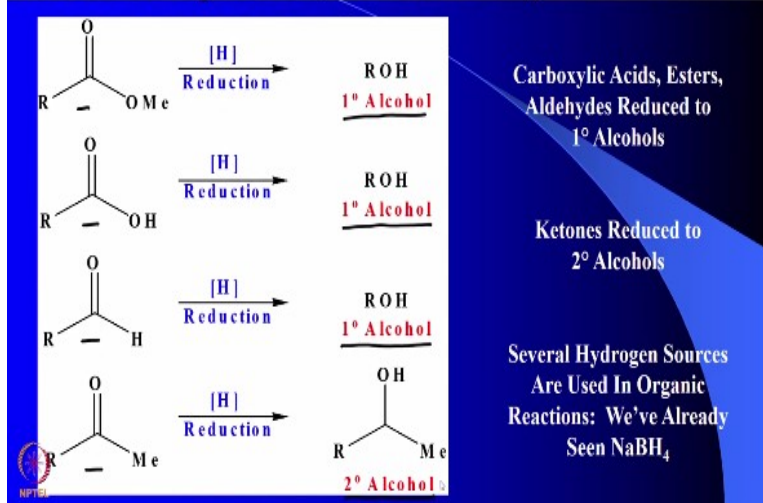 O
[H]
Reduction
R
OMe
ROH
1° Alcohol
O
[H]
Reduction
R
OH
ROH
1° Alcohol
O
[H]
Reduction
R
H
ROH
1° Alcohol
O
[H]
Reduction
R
Me
OH
R
Me
2° Alcohol
Carboxylic Acids, Esters,
Aldehydes Reduced to
1° Alcohols
Ketones Reduced to
2° Alcohols
Several Hydrogen Sources
Are Used In Organic
Reactions: We've Already
Seen NaBH₄
NPTEL